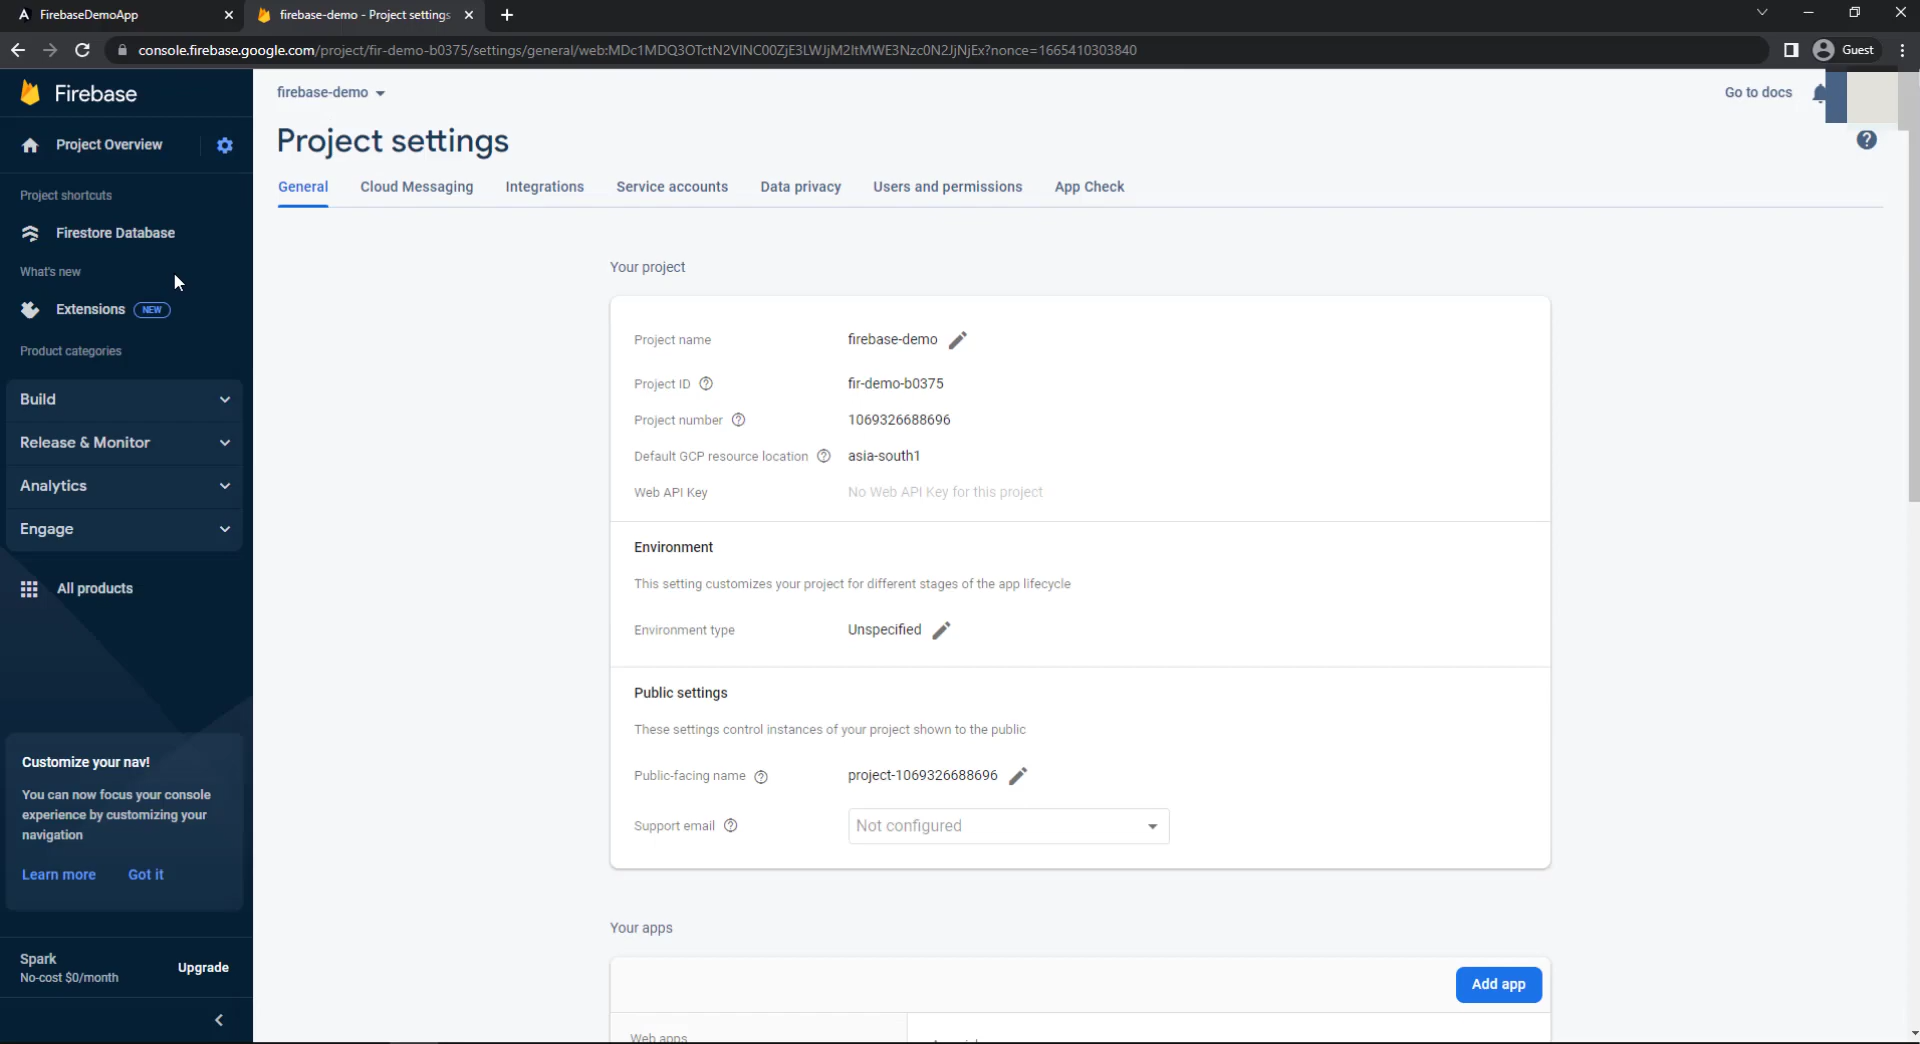 FirebaseDemoApp
firebase-demo - Project settings
console.firebase.google.com/project/fir-demo-b0375/settings/general/web:MDc1MDQ3OTctN2VlNC00ZjE3LWJjM2ItMWE3Nzc0N2JjNjEx?nonce=1665410303840
Guest
Firebase
firebase-demo
Go to docs
Project Overview
Project settings
General
Cloud Messaging
Integrations
Service accounts
Data privacy
Users and permissions
App Check
Project shortcuts
Firestore Database
What's new
Extensions NEW
Product categories
Build
Release & Monitor
Analytics
Engage
All products
Customize your nav!
You can now focus your console
experience by customizing your
navigation
Learn more Got it
Spark
No-cost $0/month
Upgrade
Your project
Project name firebase-demo
Project ID fir-demo-b0375
Project number 1069326688696
Default GCP resource location asia-south1
Web API Key No Web API Key for this project
Environment
This setting customizes your project for different stages of the app lifecycle
Environment type Unspecified
Public settings
These settings control instances of your project shown to the public
Public-facing name project-1069326688696
Support email Not configured
Your apps
Add app
Web apps